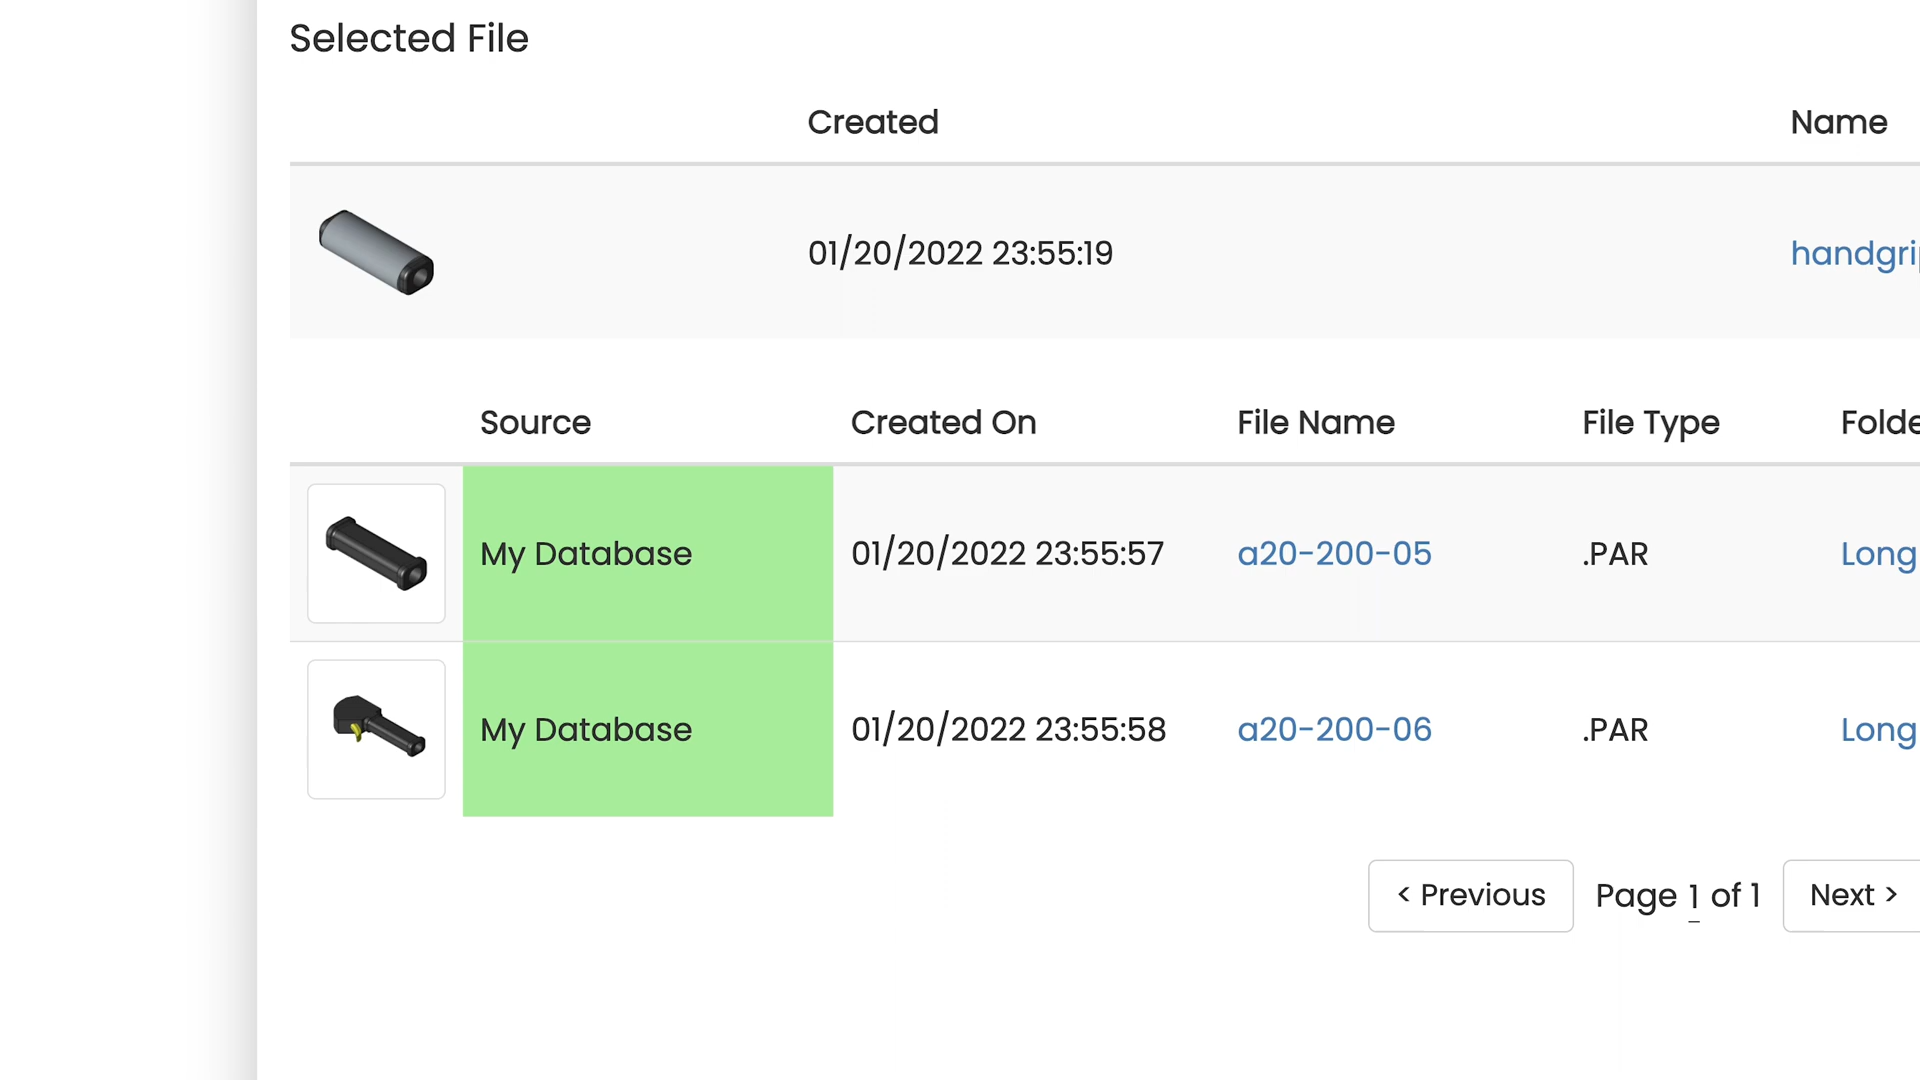 Selected File
Created Name
01/20/2022 23:55:19
Source Created On File Name File Type
My Database 01/20/2022 23:55:57 a20-200-05 .PAR Long
My Database 01/20/2022 23:55:58 a20-200-06 .PAR Long
< Previous Page 1 of 1 Next >